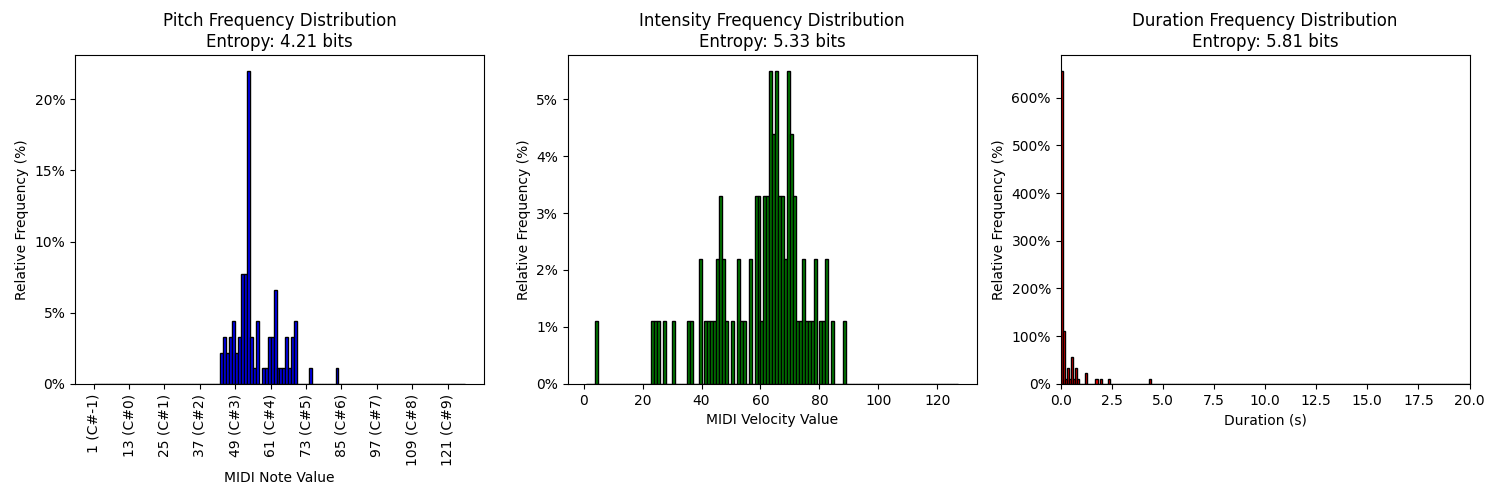 Pitch Frequency Distribution
Entropy: 4.21 bits
Relative Frequency (%)
20%
15%
10%
5%
0%
1 (C#-1)
13 (C#0)
25 (C#1)
37 (C#2)
49 (C#3)
61 (C#4)
73 (C#5)
85 (C#6)
97 (C#7)
109 (C#8)
121 (C#9)
MIDI Note Value
Intensity Frequency Distribution
Entropy: 5.33 bits
Relative Frequency (%)
5%
4%
3%
2%
1%
0%
0
20
40
60
80
100
120
MIDI Velocity Value
Duration Frequency Distribution
Entropy: 5.81 bits
Relative Frequency (%)
600%
500%
400%
300%
200%
100%
0%
0.0
2.5
5.0
7.5
10.0
12.5
15.0
17.5
20.0
Duration (s)